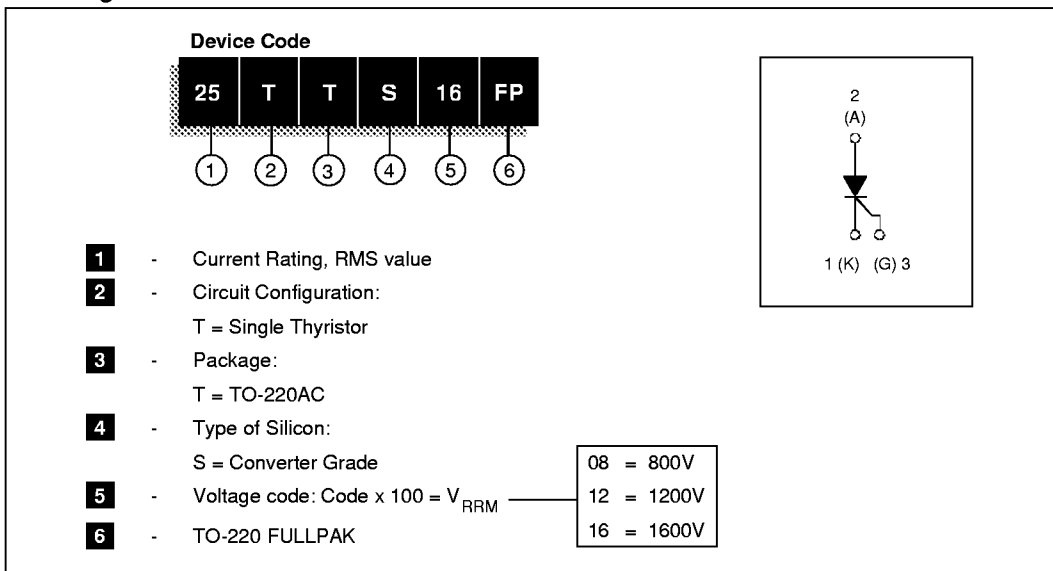 Device Code
25 T T S 16 FP
1 2 3 4 5 6
1 - Current Rating, RMS value
2 - Circuit Configuration:
T = Single Thyristor
3 - Package:
T = TO-220AC
4 - Type of Silicon:
S = Converter Grade
5 - Voltage code: Code x 100 = VRRM
6 - TO-220 FULLPAK
08 = 800V
12 = 1200V
16 = 1600V
2
(A)
1 (K) (G) 3